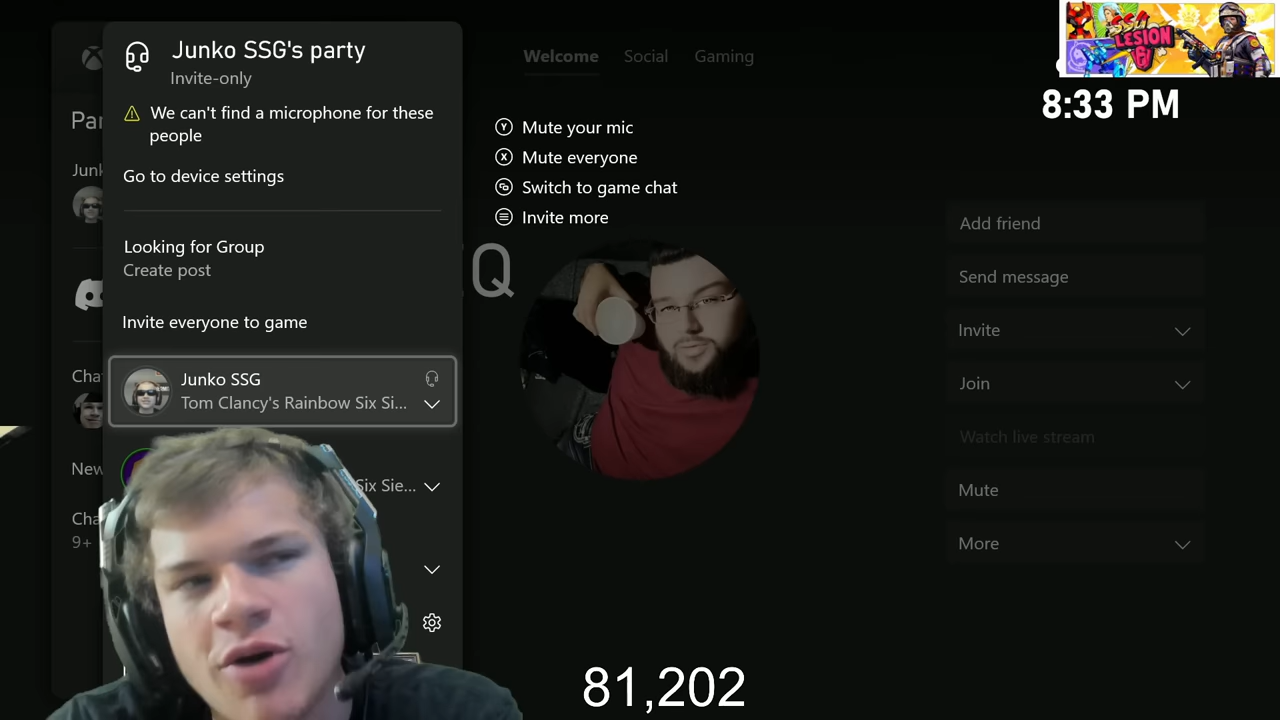 Junko SSG's party
Invite-only
We can't find a microphone for these
people
Go to device settings
Looking for Group
Create post
Invite everyone to game
Junko SSG
Tom Clancy's Rainbow Six Si...
Six Sie...
9+
Welcome
Social
Gaming
Mute your mic
Mute everyone
Switch to game chat
Invite more
Q
SSG
LESION
8:33 PM
Add friend
Send message
Invite
Join
Watch live stream
Mute
More
81,202